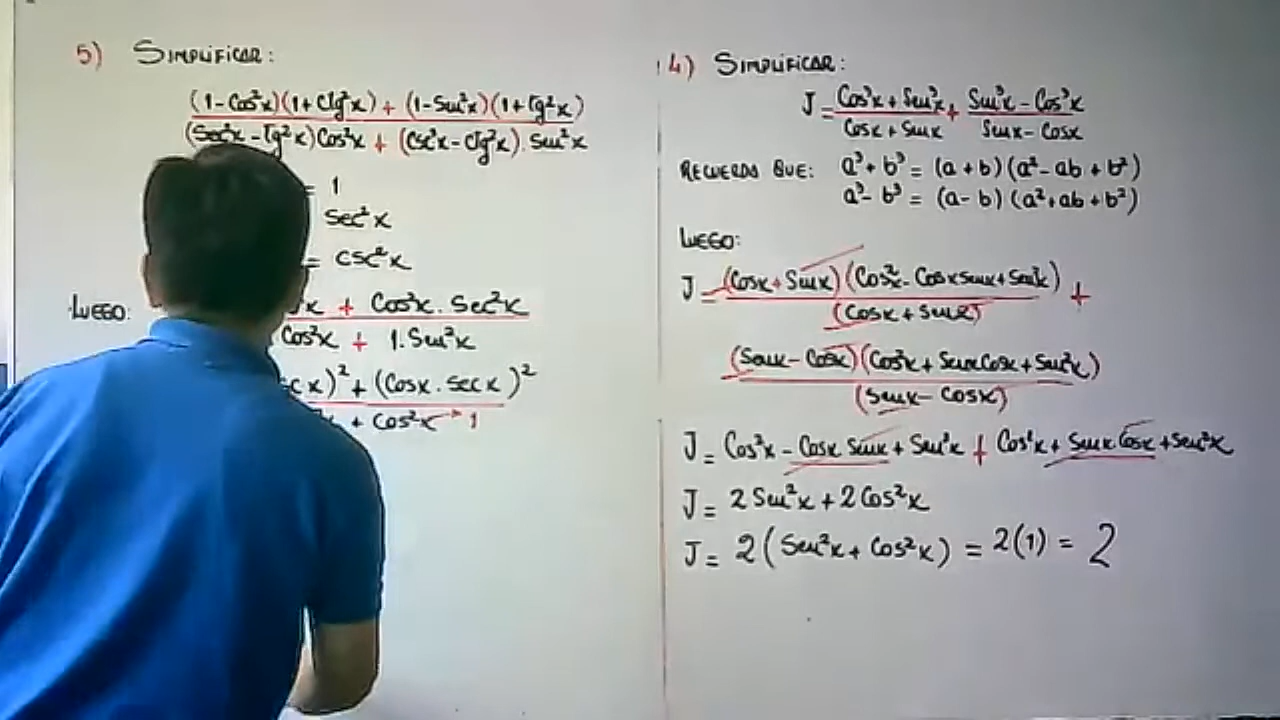 5) SIMPLIFICAR:
(1-Cos²x)(1+Ctg²x) + (1-Sen²x)(1+Tg²x)
(Sec²x-Tg²x)Cos²x + (Csc²x-Ctg²x).Sen²x
= 1
Sec²x
= Csc²x
LUEGO:
x + Cos²x.Sec²x
Cos²x + 1.Sen²x
x)² + (Cosx.secx)²
+ Cos²x → 1
4) SIMPLIFICAR:
J = Cos³x + Sen³x + Sen³x - Cos³x
Cosx + Senx Senx - Cosx
RECUERDA QUE: a³+b³ = (a+b)(a²-ab+b²)
a³-b³ = (a-b)(a²+ab+b²)
LUEGO:
J = (Cosx+Senx)(Cos²x-Cosxsenx+Sen²x) +
(Cosx+Senx)
(Senx-Cosx)(Cos²x+SenxCosx+Sen²x)
(Senx-Cosx)
J = Cos²x - Cosx Senx + Sen²x + Cos²x + Senx Cosx + Sen²x
J = 2Sen²x + 2Cos²x
J = 2(Sen²x + Cos²x) = 2(1) = 2